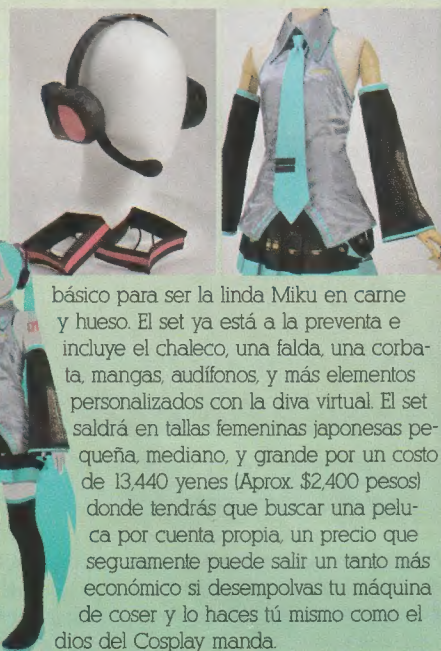 básico para ser la linda Miku en carne
y hueso. El set ya está a la preventa e
incluye el chaleco, una falda, una corba-
ta, mangas, audífonos, y más elementos
personalizados con la diva virtual. El set
saldrá en tallas femeninas japonesas pe-
queña, mediano, y grande por un costo
de 13,440 yenes (Aprox. $2,400 pesos)
donde tendrás que buscar una pelu-
ca por cuenta propia, un precio que
seguramente puede salir un tanto más
económico si desempolvas tu máquina
de coser y lo haces tú mismo como el
dios del Cosplay manda.